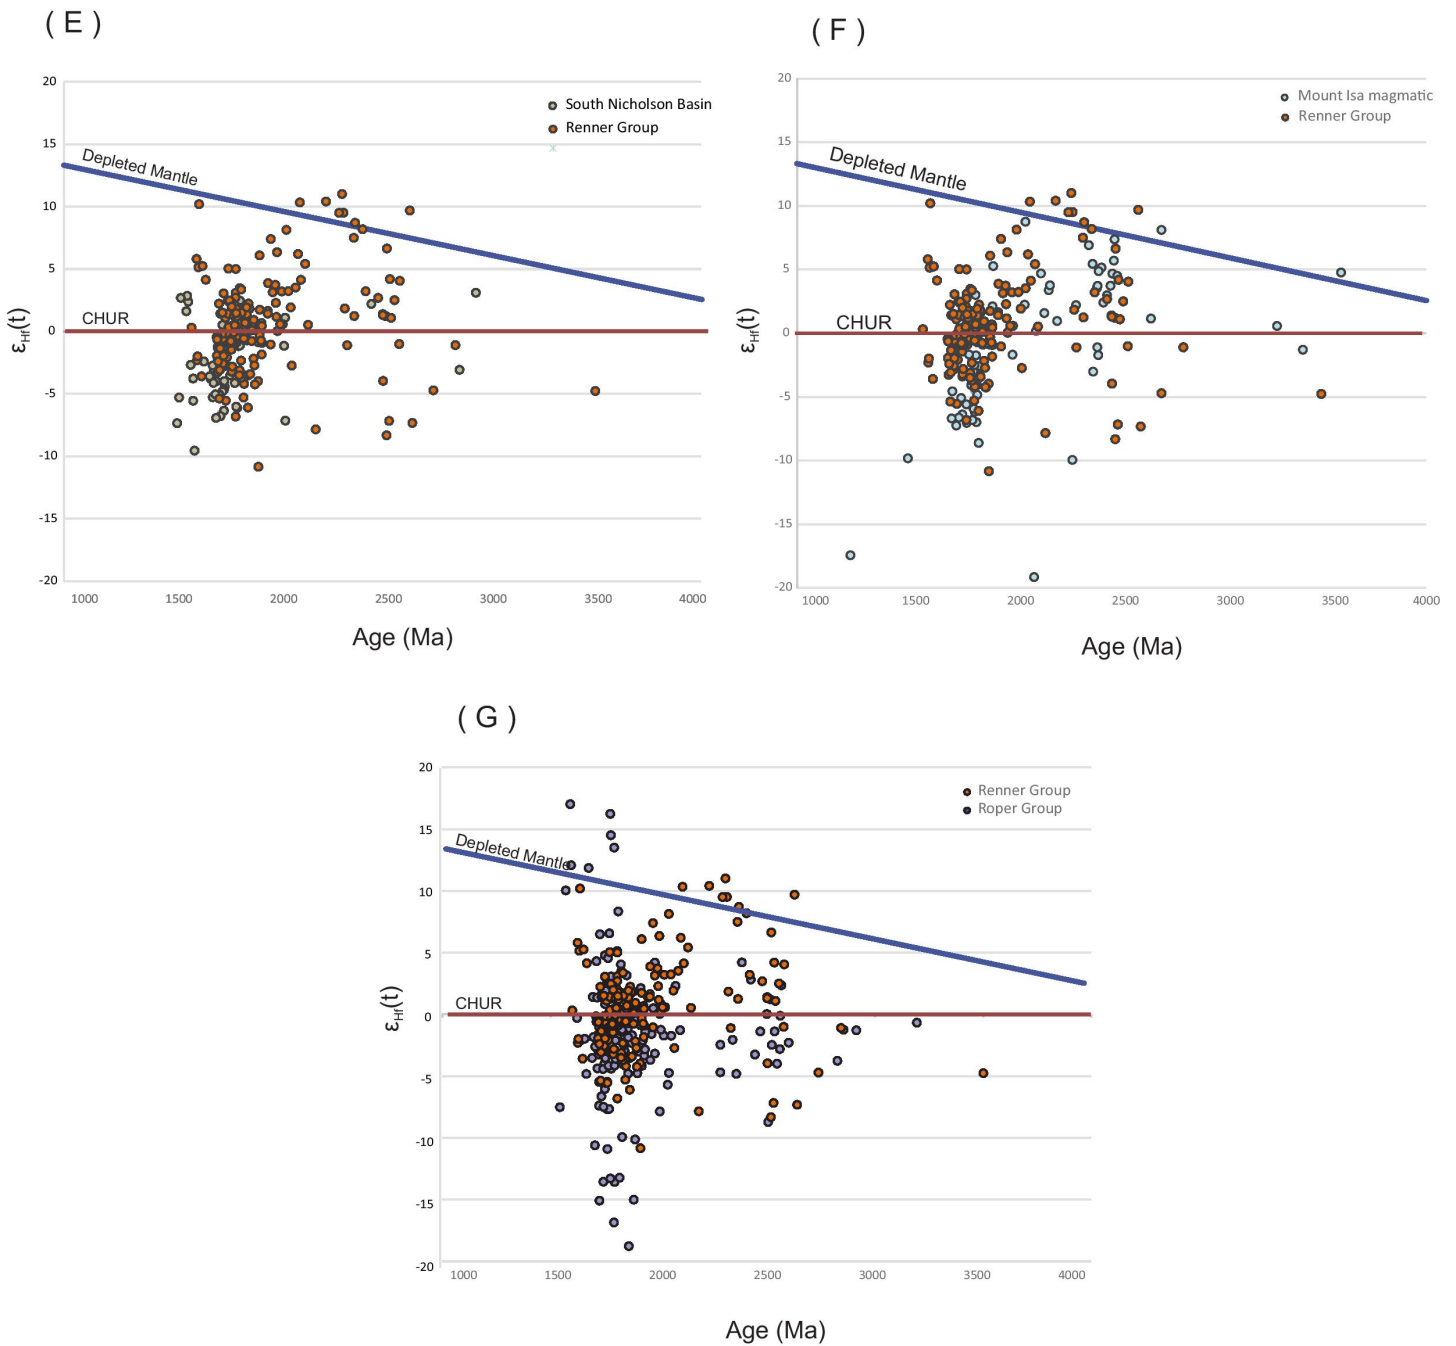 ( E )
20
15
10
5
0
-5
-10
-15
-20
εHf(t)
South Nicholson Basin
Renner Group
Depleted Mantle
CHUR
1000 1500 2000 2500 3000 3500 4000
Age (Ma)
( F )
20
15
10
5
0
-5
-10
-15
-20
εHf(t)
Mount Isa magmatic
Renner Group
Depleted Mantle
CHUR
1000 1500 2000 2500 3000 3500 4000
Age (Ma)
( G )
20
15
10
5
0
-5
-10
-15
-20
εHf(t)
Renner Group
Roper Group
Depleted Mantle
CHUR
1000 1500 2000 2500 3000 3500 4000
Age (Ma)